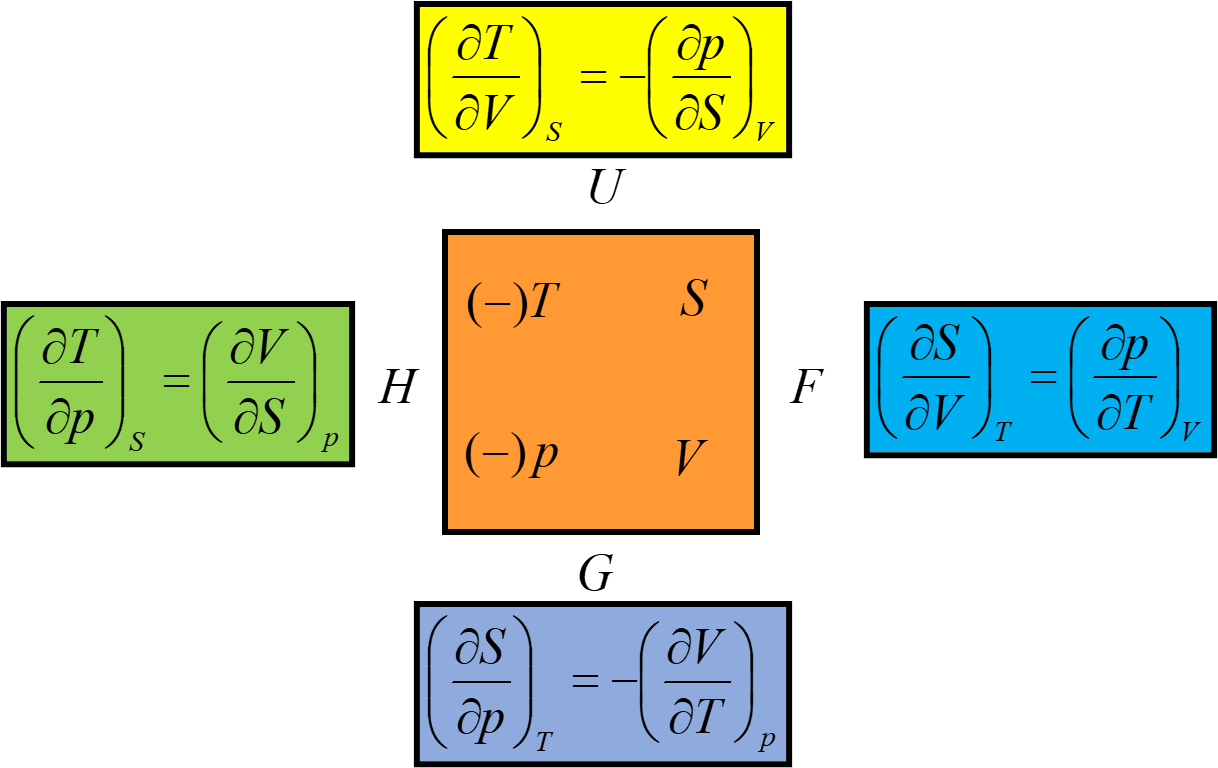 (∂T/∂V)_S = −(∂p/∂S)_V
U
(−)T S
(∂T/∂p)_S = (∂V/∂S)_p
H
F
(∂S/∂V)_T = (∂p/∂T)_V
(−)p V
G
(∂S/∂p)_T = −(∂V/∂T)_p